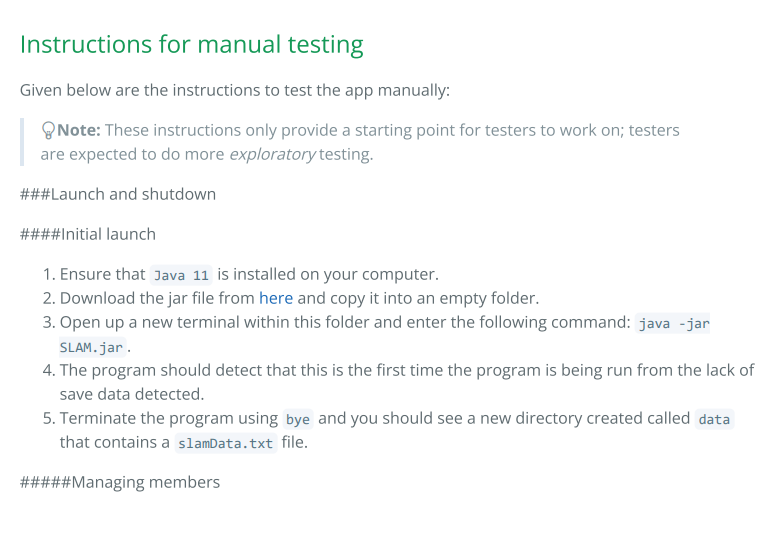 Instructions for manual testing
Given below are the instructions to test the app manually:
Note: These instructions only provide a starting point for testers to work on; testers
are expected to do more exploratory testing.
###Launch and shutdown
####Initial launch
1. Ensure that Java 11 is installed on your computer.
2. Download the jar file from here and copy it into an empty folder.
3. Open up a new terminal within this folder and enter the following command: java -jar
SLAM.jar.
4. The program should detect that this is the first time the program is being run from the lack of
save data detected.
5. Terminate the program using bye and you should see a new directory created called data
that contains a slamData.txt file.
#####Managing members